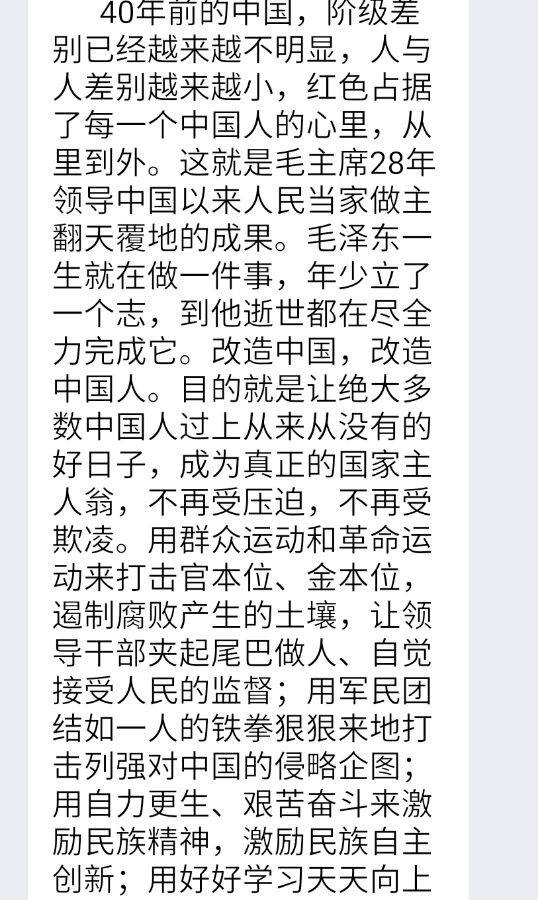 40年前的中国，阶级差
别已经越来越不明显，人与
人差别越来越小，红色占据
了每一个中国人的心里，从
里到外。这就是毛主席28年
领导中国以来人民当家做主
翻天覆地的成果。毛泽东一
生就在做一件事，年少立了
一个志，到他逝世都在尽全
力完成它。改造中国，改造
中国人。目的就是让绝大多
数中国人过上从来从没有的
好日子，成为真正的国家主
人翁，不再受压迫，不再受
欺凌。用群众运动和革命运
动来打击官本位、金本位，
遏制腐败产生的土壤，让领
导干部夹起尾巴做人、自觉
接受人民的监督；用军民团
结如一人的铁拳狠狠来地打
击列强对中国的侵略企图；
用自力更生、艰苦奋斗来激
励民族精神，激励民族自主
创新；用好好学习天天向上